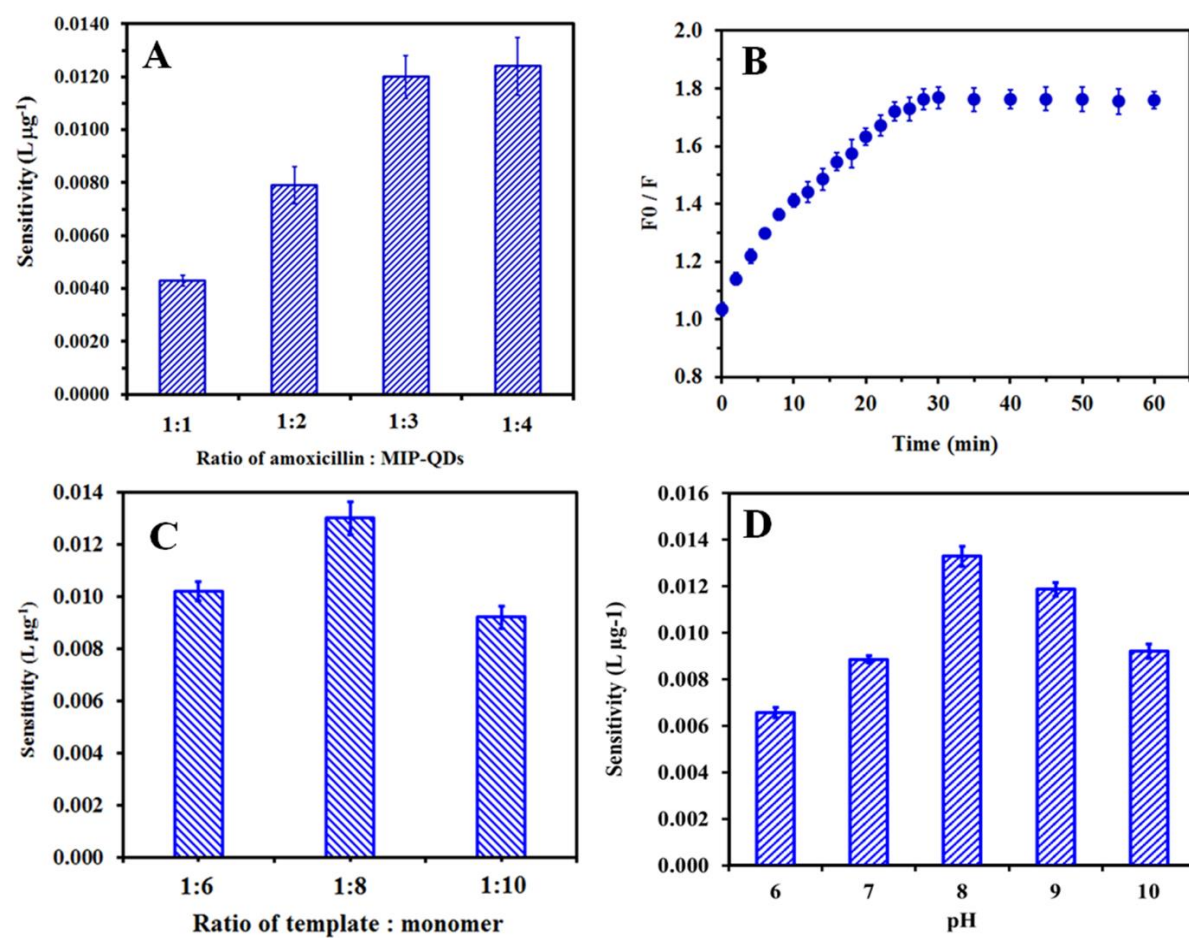 A
Sensitivity (L µg-1)
0.0140
0.0120
0.0100
0.0080
0.0060
0.0040
0.0020
0.0000
1:1 1:2 1:3 1:4
Ratio of amoxicillin : MIP-QDs
B
F0 / F
2.0
1.8
1.6
1.4
1.2
1.0
0.8
0 10 20 30 40 50 60
Time (min)
C
Sensitivity (L µg-1)
0.014
0.012
0.010
0.008
0.006
0.004
0.002
0.000
1:6 1:8 1:10
Ratio of template : monomer
D
Sensitivity (L µg-1)
0.016
0.014
0.012
0.010
0.008
0.006
0.004
0.002
0.000
6 7 8 9 10
pH